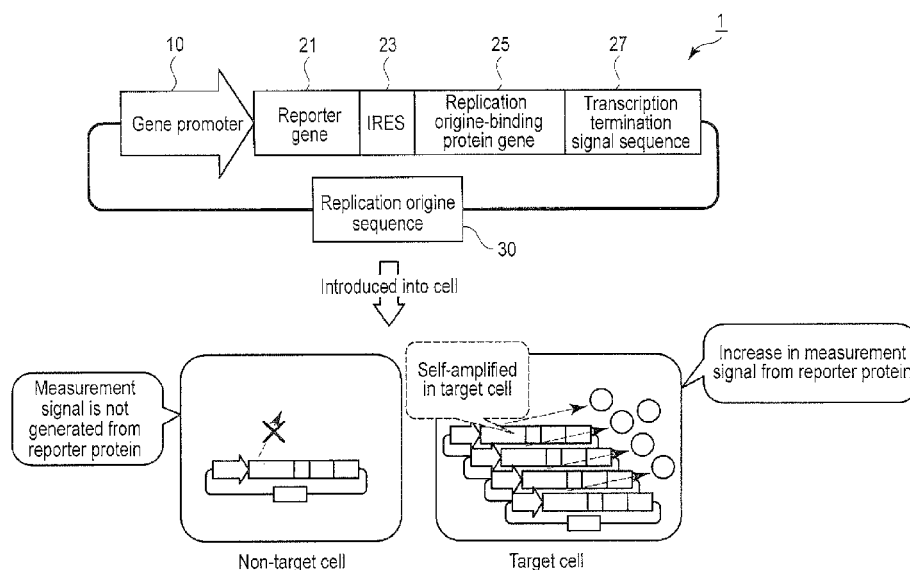 1
10
21
23
25
27
Gene promoter
Reporter
gene
IRES
Replication
origine-binding
protein gene
Transcription
termination
signal sequence
Replication origine
sequence
30
Introduced into cell
Measurement
signal is not
generated from
reporter protein
Self-amplified
in target cell
Increase in measurement
signal from reporter protein
Non-target cell
Target cell